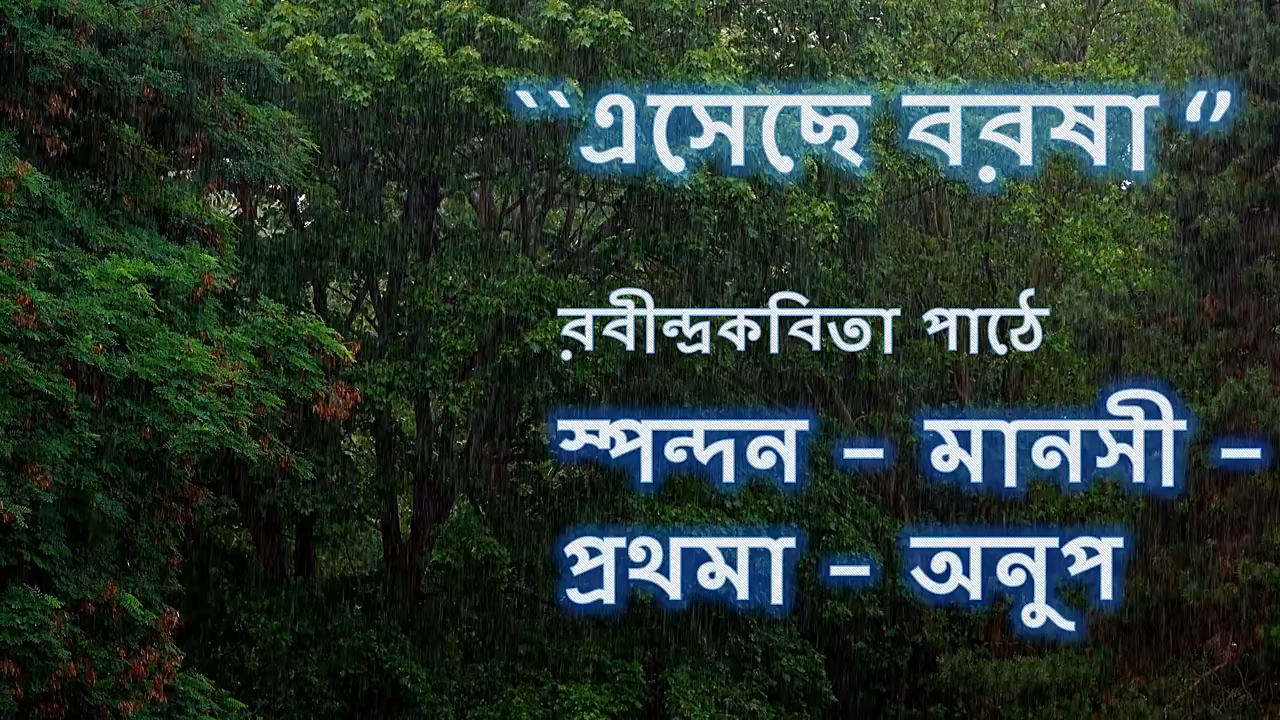 ‘‘এসেছে বরষা ’’
রবীন্দ্রকবিতা পাঠে
স্পন্দন – মানসী –
প্রথমা – অনুপ